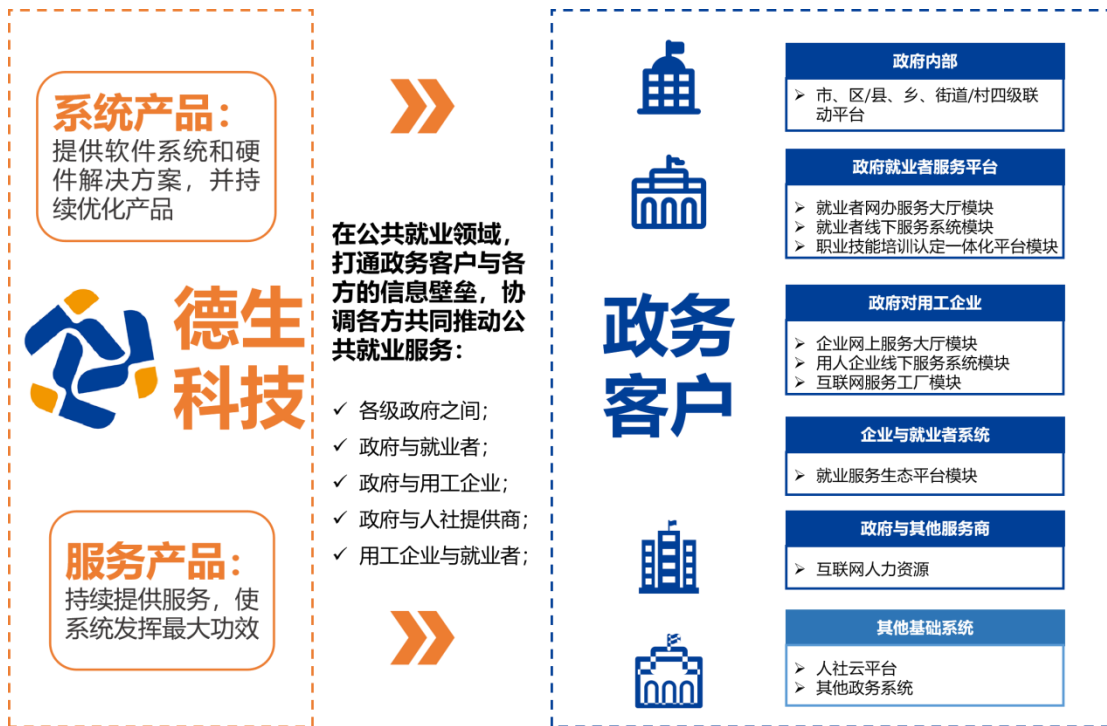 系统产品：
提供软件系统和硬
件解决方案，并持
续优化产品
德生
科技
服务产品：
持续提供服务，使
系统发挥最大功效
在公共就业领域，
打通政务客户与各
方的信息壁垒，协
调各方共同推动公
共就业服务：
✓ 各级政府之间；
✓ 政府与就业者；
✓ 政府与用工企业；
✓ 政府与人社提供商；
✓ 用工企业与就业者；
政务
客户
政府内部
➢ 市、区/县、乡、街道/村四级联
动平台
政府就业者服务平台
➢ 就业者网办服务大厅模块
➢ 就业者线下服务系统模块
➢ 职业技能培训认定一体化平台模块
政府对用工企业
➢ 企业网上服务大厅模块
➢ 用人企业线下服务系统模块
➢ 互联网服务工厂模块
企业与就业者系统
➢ 就业服务生态平台模块
政府与其他服务商
➢ 互联网人力资源
其他基础系统
➢ 人社云平台
➢ 其他政务系统